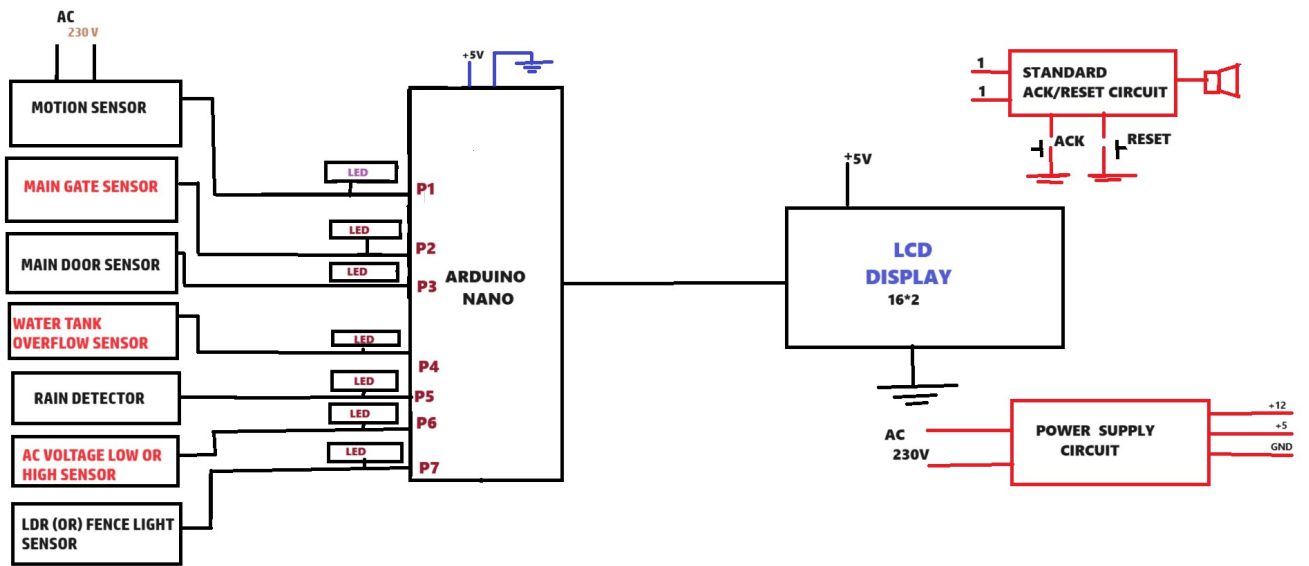 AC
230 V
MOTION SENSOR
MAIN GATE SENSOR
MAIN DOOR SENSOR
WATER TANK
OVERFLOW SENSOR
RAIN DETECTOR
AC VOLTAGE LOW OR
HIGH SENSOR
LDR (OR) FENCE LIGHT
SENSOR
LED
LED
LED
LED
LED
LED
LED
+5V
P1
P2
P3
P4
P5
P6
P7
ARDUINO
NANO
+5V
LCD
DISPLAY
16*2
1
1
STANDARD
ACK/RESET CIRCUIT
ACK
RESET
AC
230V
POWER SUPPLY
CIRCUIT
+12
+5
GND